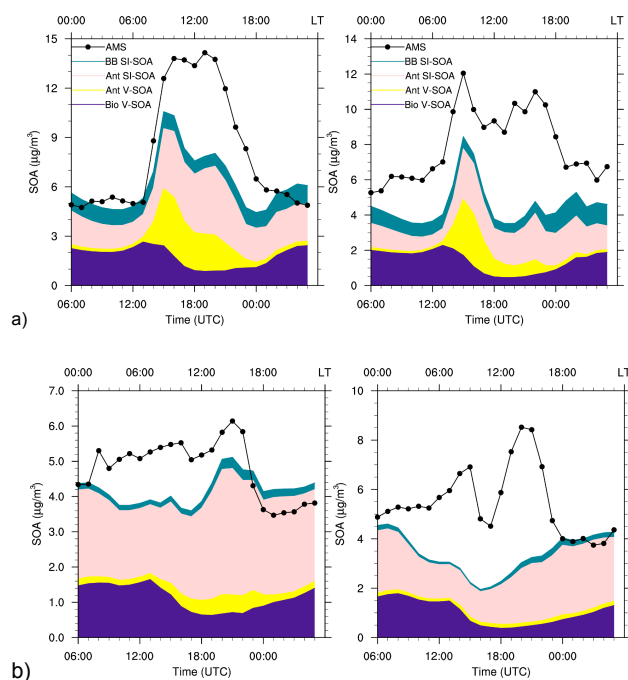 00:00 06:00 12:00 18:00 LT
15
12
9
6
3
0
SOA (µg/m³)
AMS
BB SI-SOA
Ant SI-SOA
Ant V-SOA
Bio V-SOA
06:00 12:00 18:00 00:00
Time (UTC)
00:00 06:00 12:00 18:00 LT
14
12
10
8
6
4
2
0
SOA (µg/m³)
AMS
BB SI-SOA
Ant SI-SOA
Ant V-SOA
Bio V-SOA
06:00 12:00 18:00 00:00
Time (UTC)
a)
00:00 06:00 12:00 18:00 LT
7.0
6.0
5.0
4.0
3.0
2.0
1.0
0.0
SOA (µg/m³)
06:00 12:00 18:00 00:00
Time (UTC)
00:00 06:00 12:00 18:00 LT
10
8
6
4
2
0
SOA (µg/m³)
06:00 12:00 18:00 00:00
Time (UTC)
b)